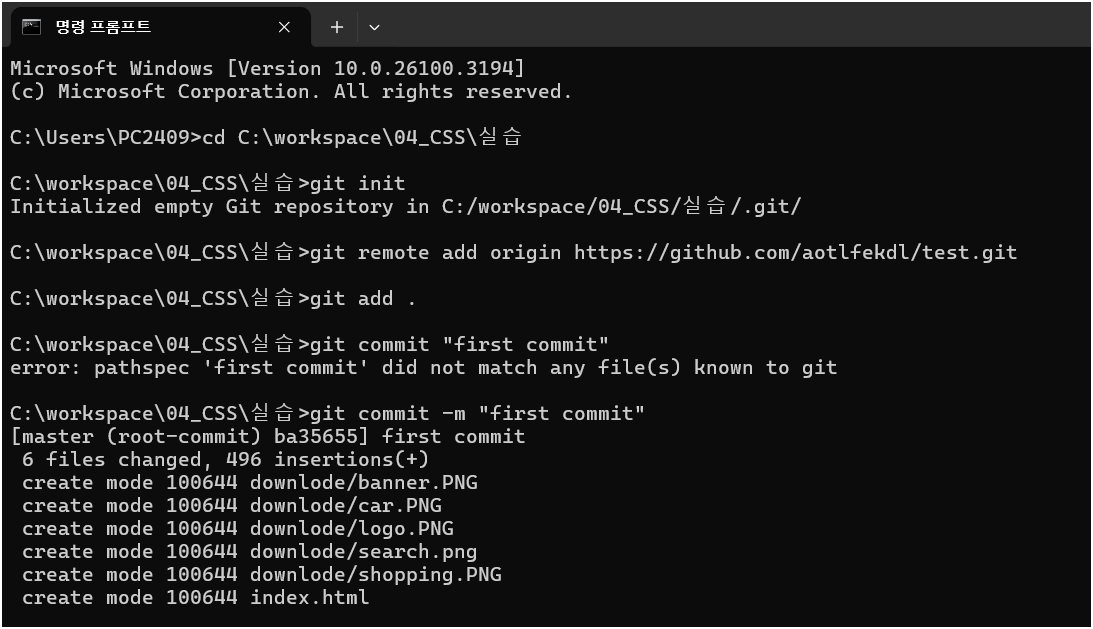 명령 프롬프트
Microsoft Windows [Version 10.0.26100.3194]
(c) Microsoft Corporation. All rights reserved.
C:\Users\PC2409>cd C:\workspace\04_CSS\실습
C:\workspace\04_CSS\실습>git init
Initialized empty Git repository in C:/workspace/04_CSS/실습/.git/
C:\workspace\04_CSS\실습>git remote add origin https://github.com/aotlfekdl/test.git
C:\workspace\04_CSS\실습>git add .
C:\workspace\04_CSS\실습>git commit "first commit"
error: pathspec 'first commit' did not match any file(s) known to git
C:\workspace\04_CSS\실습>git commit -m "first commit"
[master (root-commit) ba35655] first commit
 6 files changed, 496 insertions(+)
 create mode 100644 downlode/banner.PNG
 create mode 100644 downlode/car.PNG
 create mode 100644 downlode/logo.PNG
 create mode 100644 downlode/search.png
 create mode 100644 downlode/shopping.PNG
 create mode 100644 index.html